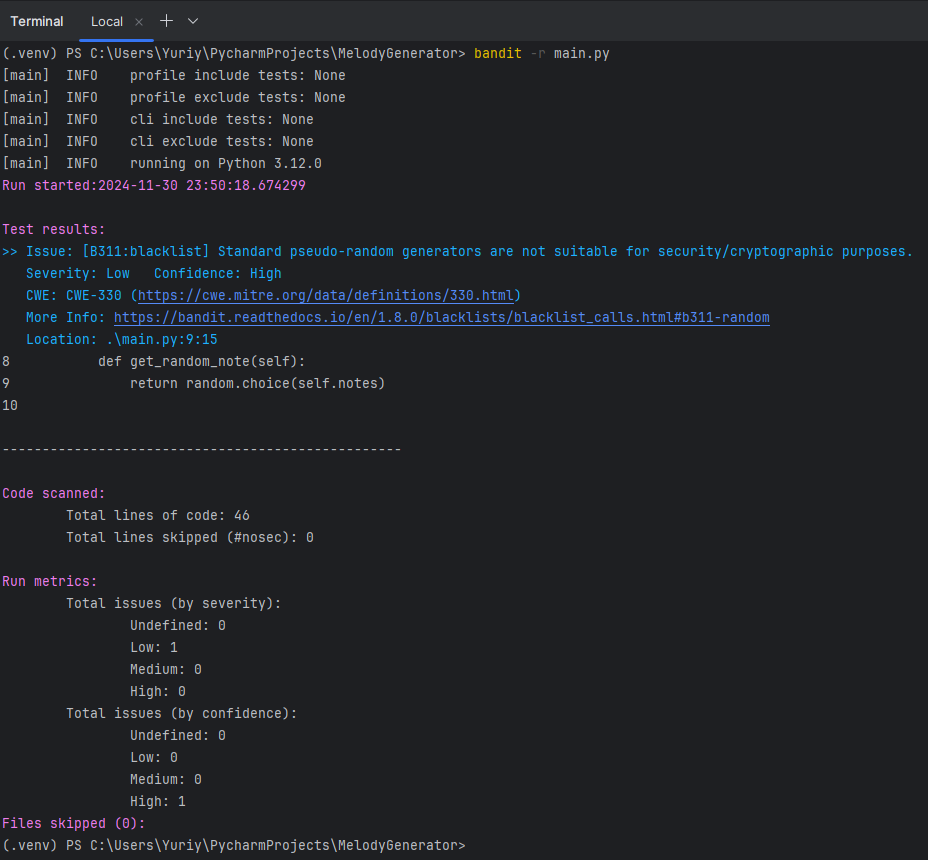 Terminal Local × + ⌄
(.venv) PS C:\Users\Yuriy\PycharmProjects\MelodyGenerator> bandit -r main.py
[main]  INFO    profile include tests: None
[main]  INFO    profile exclude tests: None
[main]  INFO    cli include tests: None
[main]  INFO    cli exclude tests: None
[main]  INFO    running on Python 3.12.0
Run started:2024-11-30 23:50:18.674299
Test results:
>> Issue: [B311:blacklist] Standard pseudo-random generators are not suitable for security/cryptographic purposes.
   Severity: Low   Confidence: High
   CWE: CWE-330 (https://cwe.mitre.org/data/definitions/330.html)
   More Info: https://bandit.readthedocs.io/en/1.8.0/blacklists/blacklist_calls.html#b311-random
   Location: .\main.py:9:15
8           def get_random_note(self):
9               return random.choice(self.notes)
10
--------------------------------------------------
Code scanned:
        Total lines of code: 46
        Total lines skipped (#nosec): 0
Run metrics:
        Total issues (by severity):
                Undefined: 0
                Low: 1
                Medium: 0
                High: 0
        Total issues (by confidence):
                Undefined: 0
                Low: 0
                Medium: 0
                High: 1
Files skipped (0):
(.venv) PS C:\Users\Yuriy\PycharmProjects\MelodyGenerator>